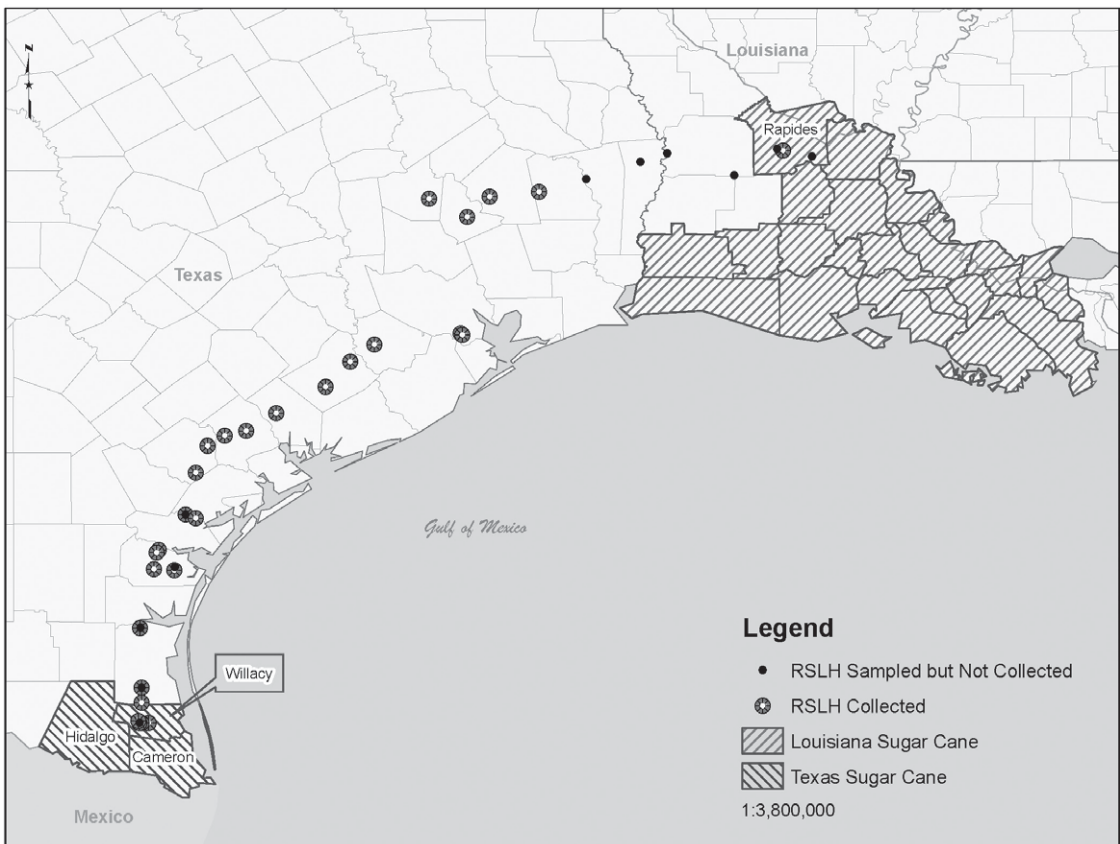 N
Louisiana
Rapides
Texas
Gulf of Mexico
Willacy
Hidalgo
Cameron
Mexico
Legend
RSLH Sampled but Not Collected
RSLH Collected
Louisiana Sugar Cane
Texas Sugar Cane
1:3,800,000